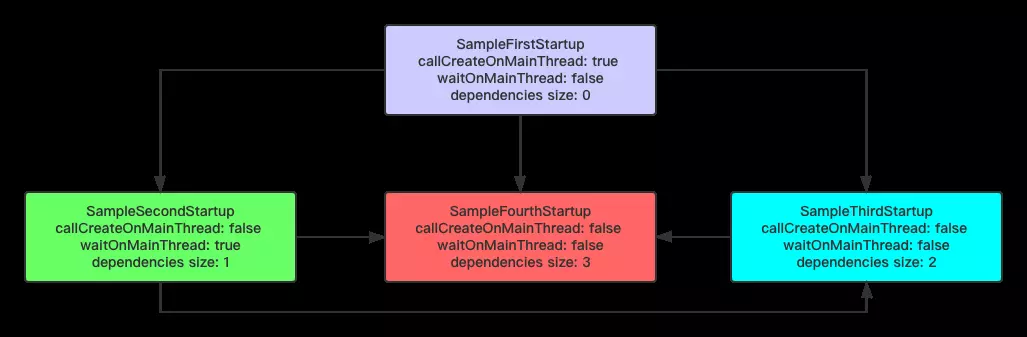 SampleFirstStartup
callCreateOnMainThread: true
waitOnMainThread: false
dependencies size: 0
SampleSecondStartup
callCreateOnMainThread: false
waitOnMainThread: true
dependencies size: 1
SampleFourthStartup
callCreateOnMainThread: false
waitOnMainThread: false
dependencies size: 3
SampleThirdStartup
callCreateOnMainThread: false
waitOnMainThread: false
dependencies size: 2